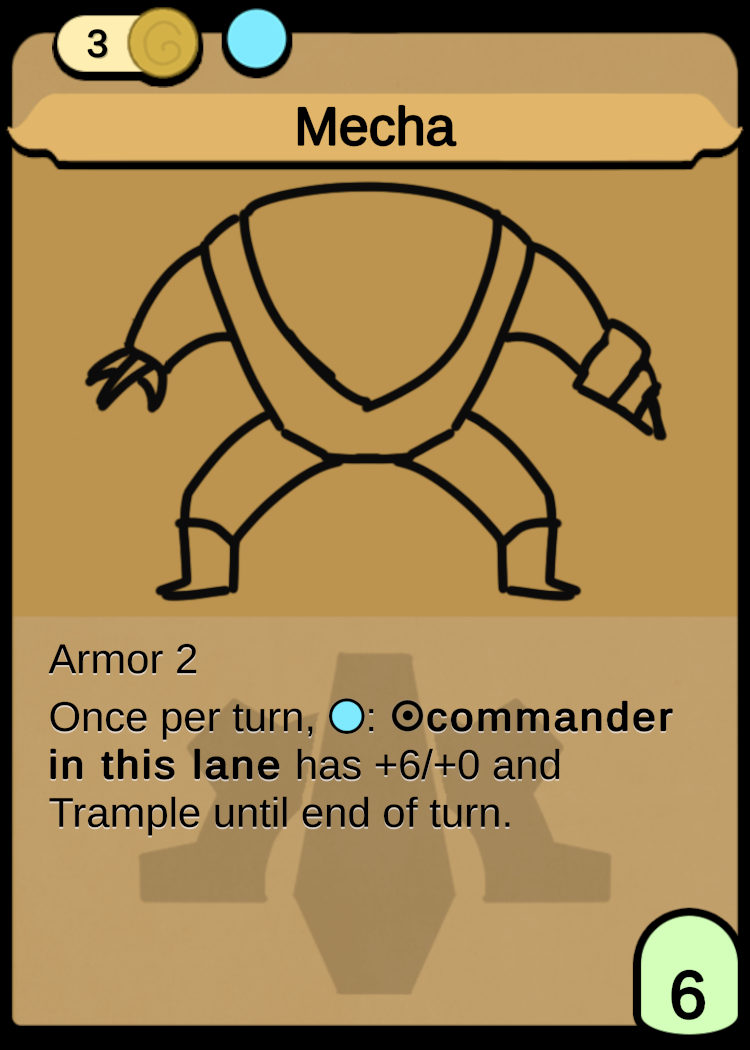 3
Mecha
Armor 2
Once per turn, : commander
in this lane has +6/+0 and
Trample until end of turn.
6